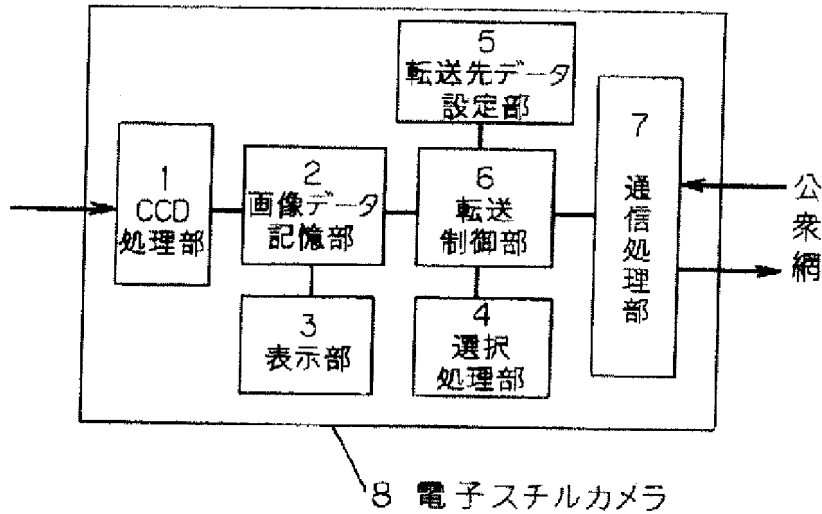 5
転送先データ
設定部
1
CCD
処理部
2
画像データ
記憶部
6
転送
制御部
7
通信処理部
公衆網
3
表示部
4
選択
処理部
8 電子スチルカメラ